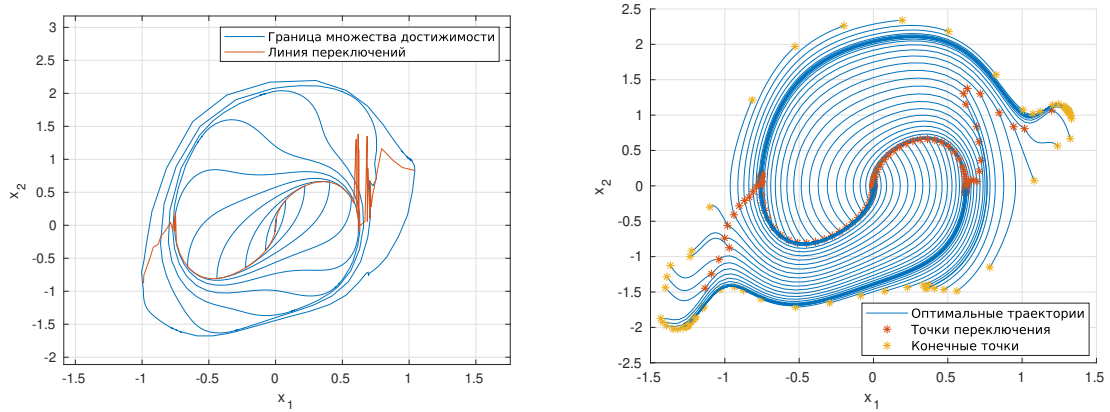 3
2.5
2
1.5
1
0.5
0
-0.5
-1
-1.5
-2
x2
Граница множества достижимости
Линия переключений
-1.5 -1 -0.5 0 0.5 1 1.5
x1
2.5
2
1.5
1
0.5
0
-0.5
-1
-1.5
-2
-2.5
x2
Оптимальные траектории
Точки переключения
Конечные точки
-1.5 -1 -0.5 0 0.5 1 1.5
x1